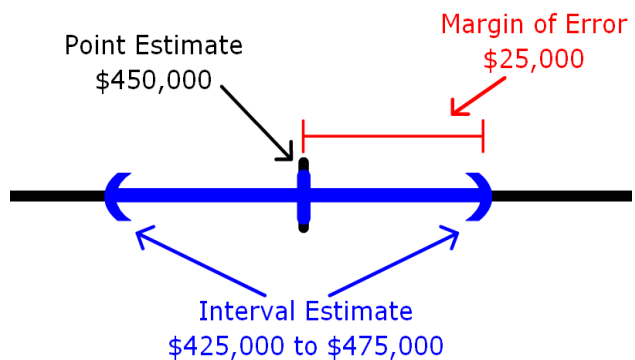 Margin of Error
$25,000
Point Estimate
$450,000
Interval Estimate
$425,000 to $475,000